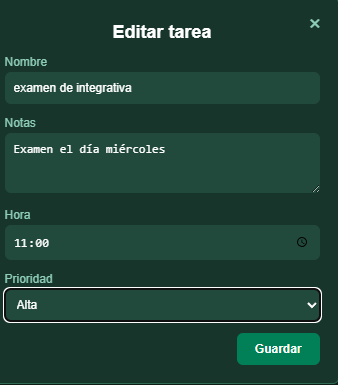 Editar tarea
×
Nombre
examen de integrativa
Notas
Examen el día miércoles
Hora
11:00
Prioridad
Alta
Guardar